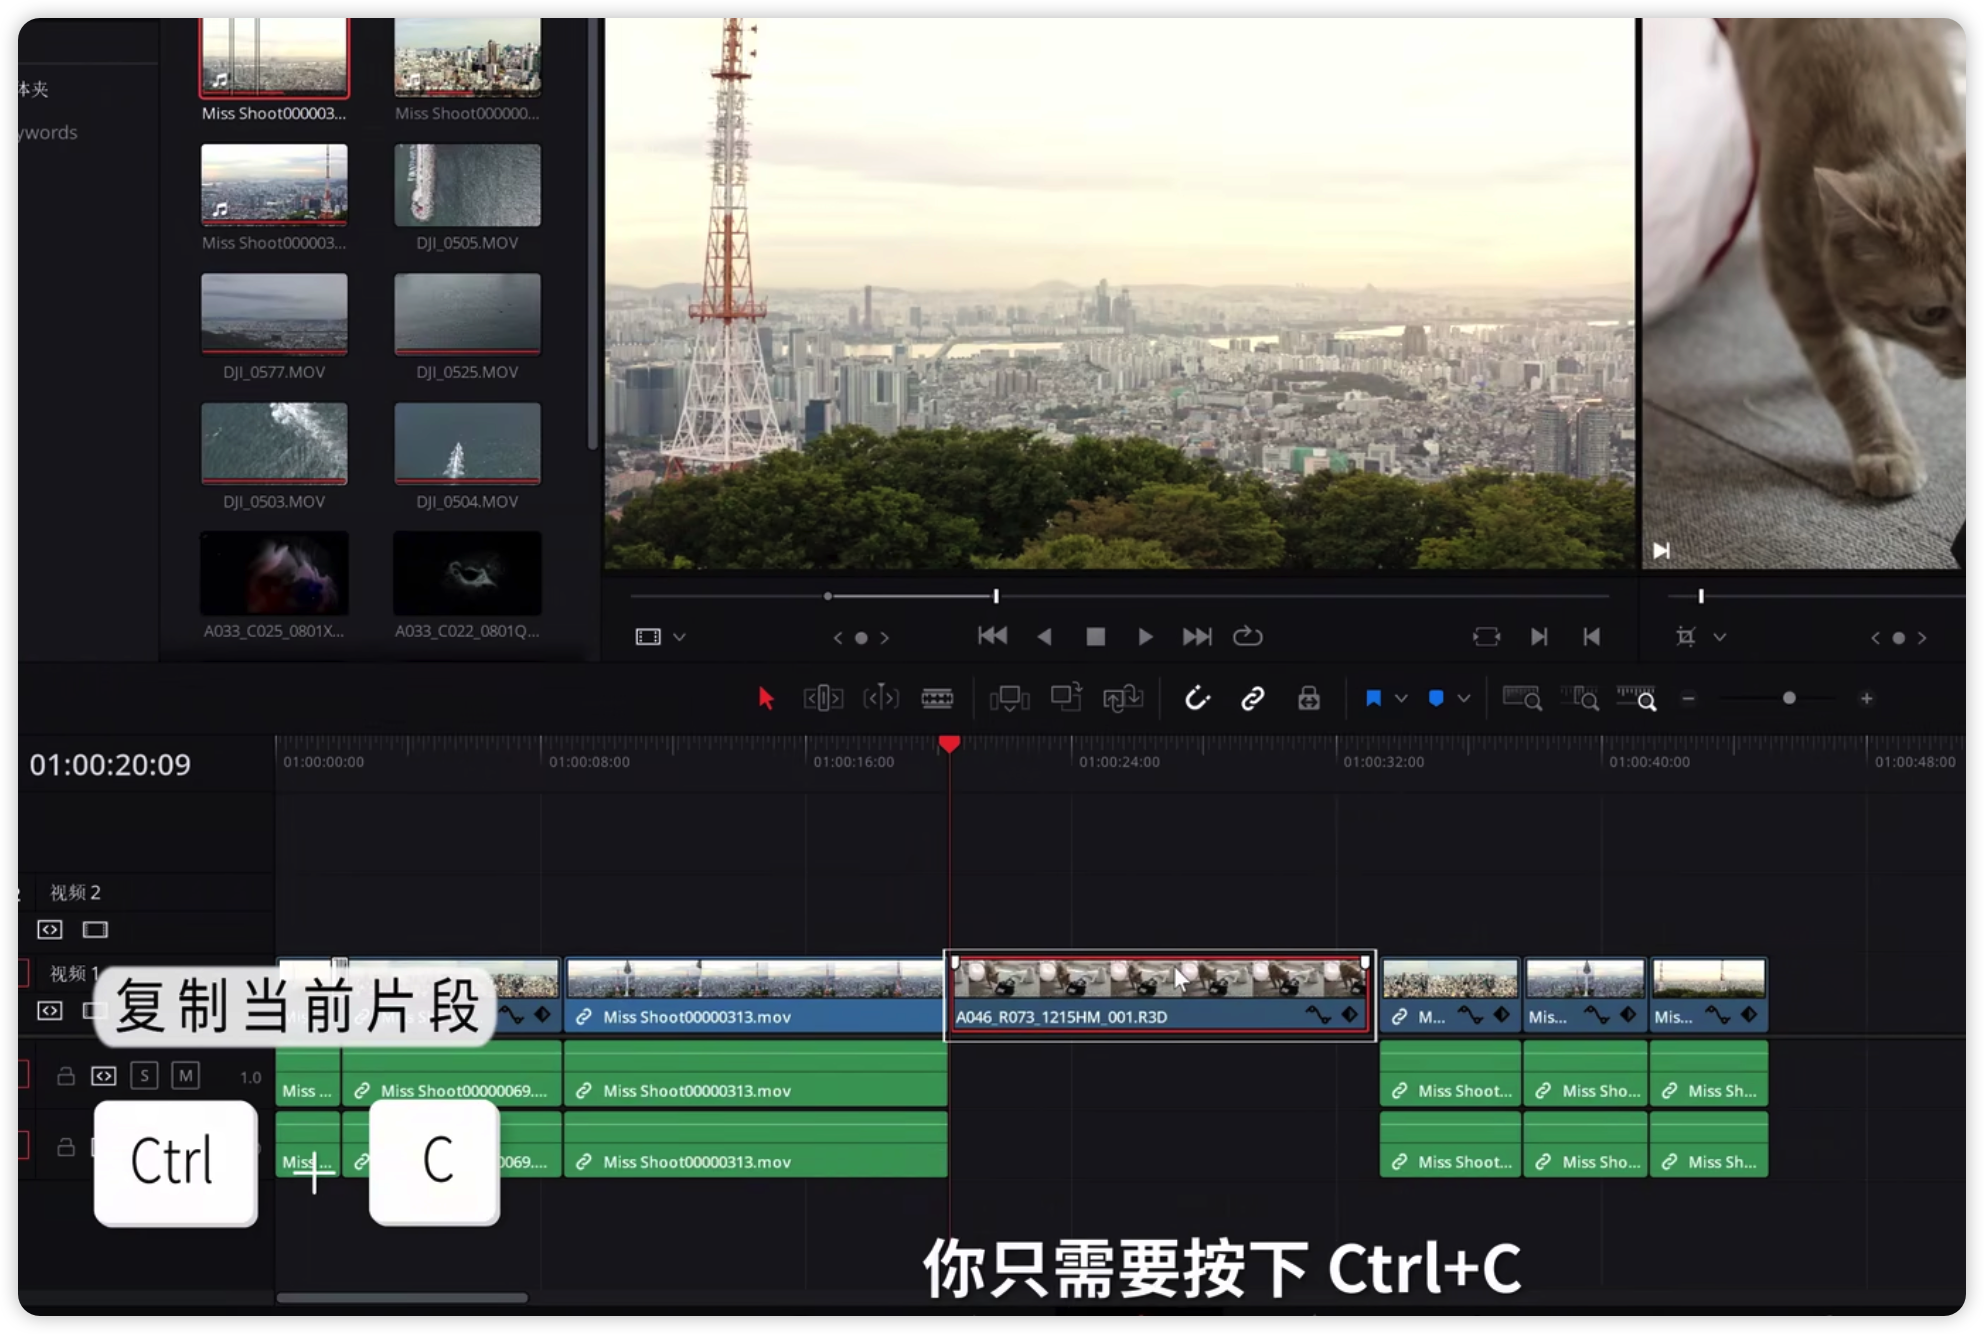 体夹
ywords
Miss Shoot000003...
Miss Shoot000000...
Miss Shoot000003...
DJI_0505.MOV
DJI_0577.MOV
DJI_0525.MOV
DJI_0503.MOV
DJI_0504.MOV
A033_C025_0801X...
A033_C022_0801Q...
01:00:20:09
01:00:00:00
01:00:08:00
01:00:16:00
01:00:24:00
01:00:32:00
01:00:40:00
01:00:48:00
视频 2
视频 1
复制当前片段
Miss Shoot00000313.mov
A046_R073_1215HM_001.R3D
M...
Mis...
Mis...
S
M
1.0
Miss ...
Miss Shoot00000069....
Miss Shoot00000313.mov
Miss Shoot...
Miss Sho...
Miss Sh...
Ctrl
+
C
Miss ...
0069....
Miss Shoot00000313.mov
Miss Shoot...
Miss Sho...
Miss Sh...
你只需要按下 Ctrl+C